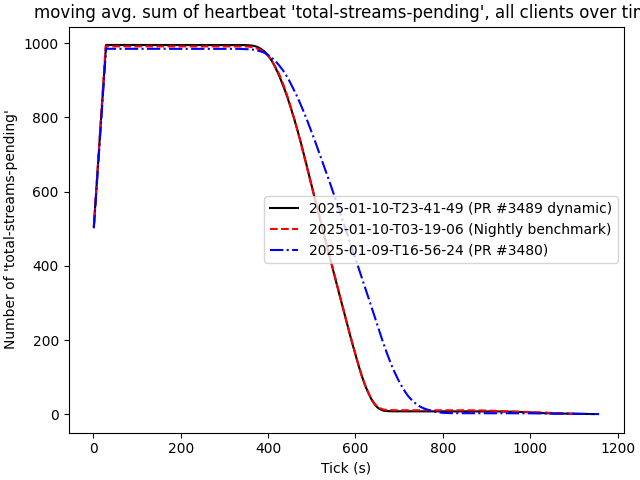 moving avg. sum of heartbeat 'total-streams-pending', all clients over tir
Number of 'total-streams-pending'
1000
800
600
400
200
0
2025-01-10-T23-41-49 (PR #3489 dynamic)
2025-01-10-T03-19-06 (Nightly benchmark)
2025-01-09-T16-56-24 (PR #3480)
0 200 400 600 800 1000 1200
Tick (s)